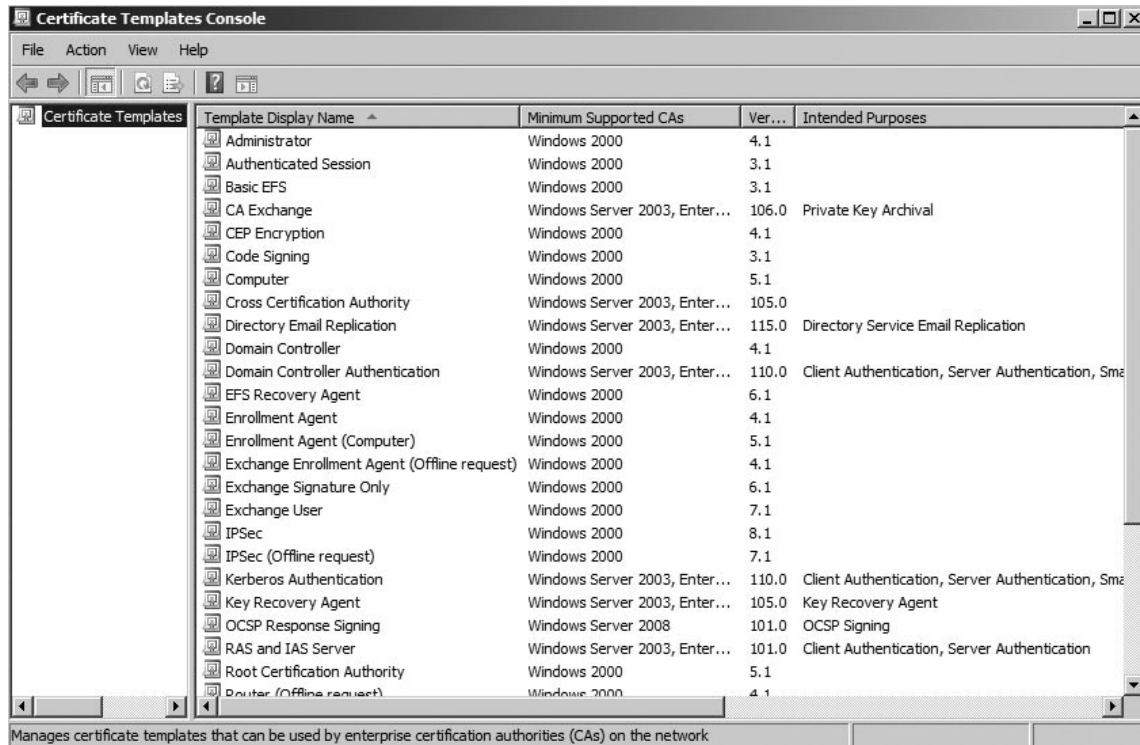 Certificate Templates Console
File Action View Help
Certificate Templates
Template Display Name Minimum Supported CAs Ver... Intended Purposes
Administrator Windows 2000 4.1
Authenticated Session Windows 2000 3.1
Basic EFS Windows 2000 3.1
CA Exchange Windows Server 2003, Enter... 106.0 Private Key Archival
CEP Encryption Windows 2000 4.1
Code Signing Windows 2000 3.1
Computer Windows 2000 5.1
Cross Certification Authority Windows Server 2003, Enter... 105.0
Directory Email Replication Windows Server 2003, Enter... 115.0 Directory Service Email Replication
Domain Controller Windows 2000 4.1
Domain Controller Authentication Windows Server 2003, Enter... 110.0 Client Authentication, Server Authentication, Sma
EFS Recovery Agent Windows 2000 6.1
Enrollment Agent Windows 2000 4.1
Enrollment Agent (Computer) Windows 2000 5.1
Exchange Enrollment Agent (Offline request) Windows 2000 4.1
Exchange Signature Only Windows 2000 6.1
Exchange User Windows 2000 7.1
IPSec Windows 2000 8.1
IPSec (Offline request) Windows 2000 7.1
Kerberos Authentication Windows Server 2003, Enter... 110.0 Client Authentication, Server Authentication, Sma
Key Recovery Agent Windows Server 2003, Enter... 105.0 Key Recovery Agent
OCSP Response Signing Windows Server 2008 101.0 OCSP Signing
RAS and IAS Server Windows Server 2003, Enter... 101.0 Client Authentication, Server Authentication
Root Certification Authority Windows 2000 5.1
Router (Offline request) Windows 2000 4.1
Manages certificate templates that can be used by enterprise certification authorities (CAs) on the network